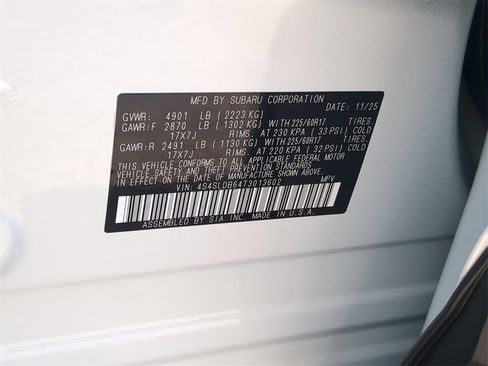 MFD BY SUBARU CORPORATION DATE: 11/25
GVWR: 4901 LB (2223 KG)
GAWR:F 2870 LB (1302 KG) WITH 225/60R17 TIRES,
17X7J RIMS, AT 230 KPA (33 PSI) COLD
GAWR:R 2491 LB (1130 KG) WITH 225/60R17 TIRES,
17X7J RIMS, AT 220 KPA (32 PSI) COLD
THIS VEHICLE CONFORMS TO ALL APPLICABLE FEDERAL MOTOR
VEHICLE SAFETY AND THEFT PREVENTION STANDARDS
IN EFFECT ON THE DATE OF MANUFACTURE SHOWN ABOVE.
VIN: 4S4SLDB64T3013602 MPV
ASSEMBLED BY SIA INC. IN U.S.A.